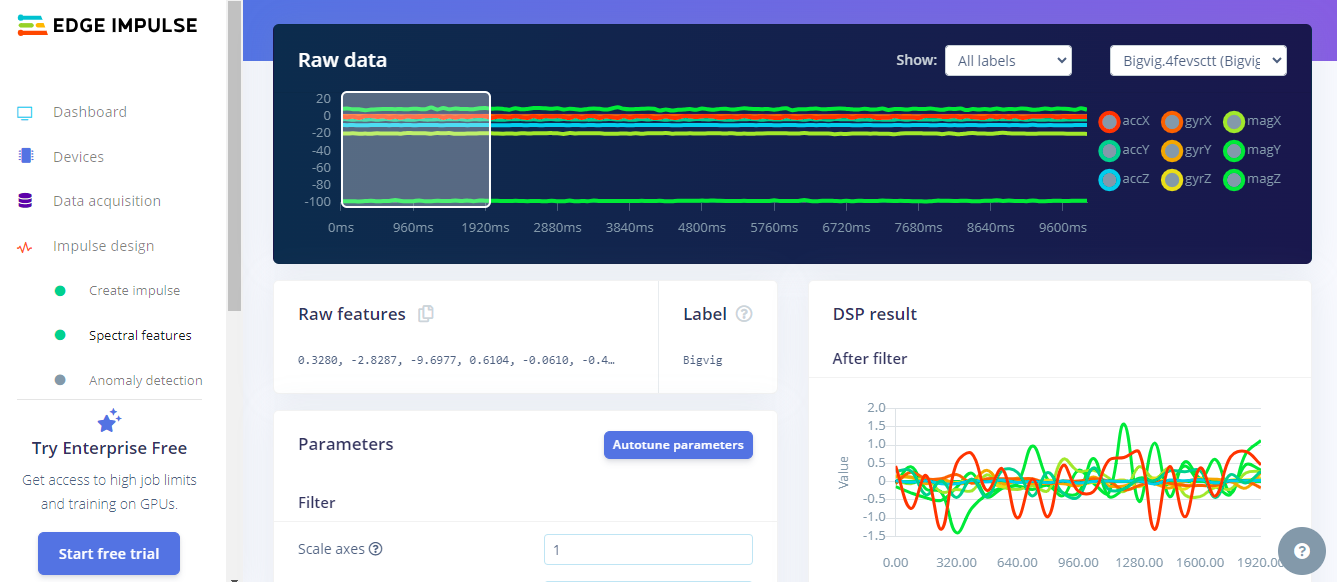 EDGE IMPULSE
Dashboard
Devices
Data acquisition
Impulse design
Create impulse
Spectral features
Anomaly detection
Try Enterprise Free
Get access to high job limits
and training on GPUs.
Start free trial
Raw data
Show:
All labels
Bigvig.4fevsctt (Bigvig
20
0
-20
-40
-60
-80
-100
0ms 960ms 1920ms 2880ms 3840ms 4800ms 5760ms 6720ms 7680ms 8640ms 9600ms
accX gyrX magX
accY gyrY magY
accZ gyrZ magZ
Raw features
0.3280, -2.8287, -9.6977, 0.6104, -0.0610, -0.4…
Label ?
Bigvig
Parameters
Autotune parameters
Filter
Scale axes ?
1
DSP result
After filter
Value
2.0
1.5
1.0
0.5
0
-0.5
-1.0
-1.5
0.00 320.00 640.00 960.00 1280.00 1600.00 1920.00
?